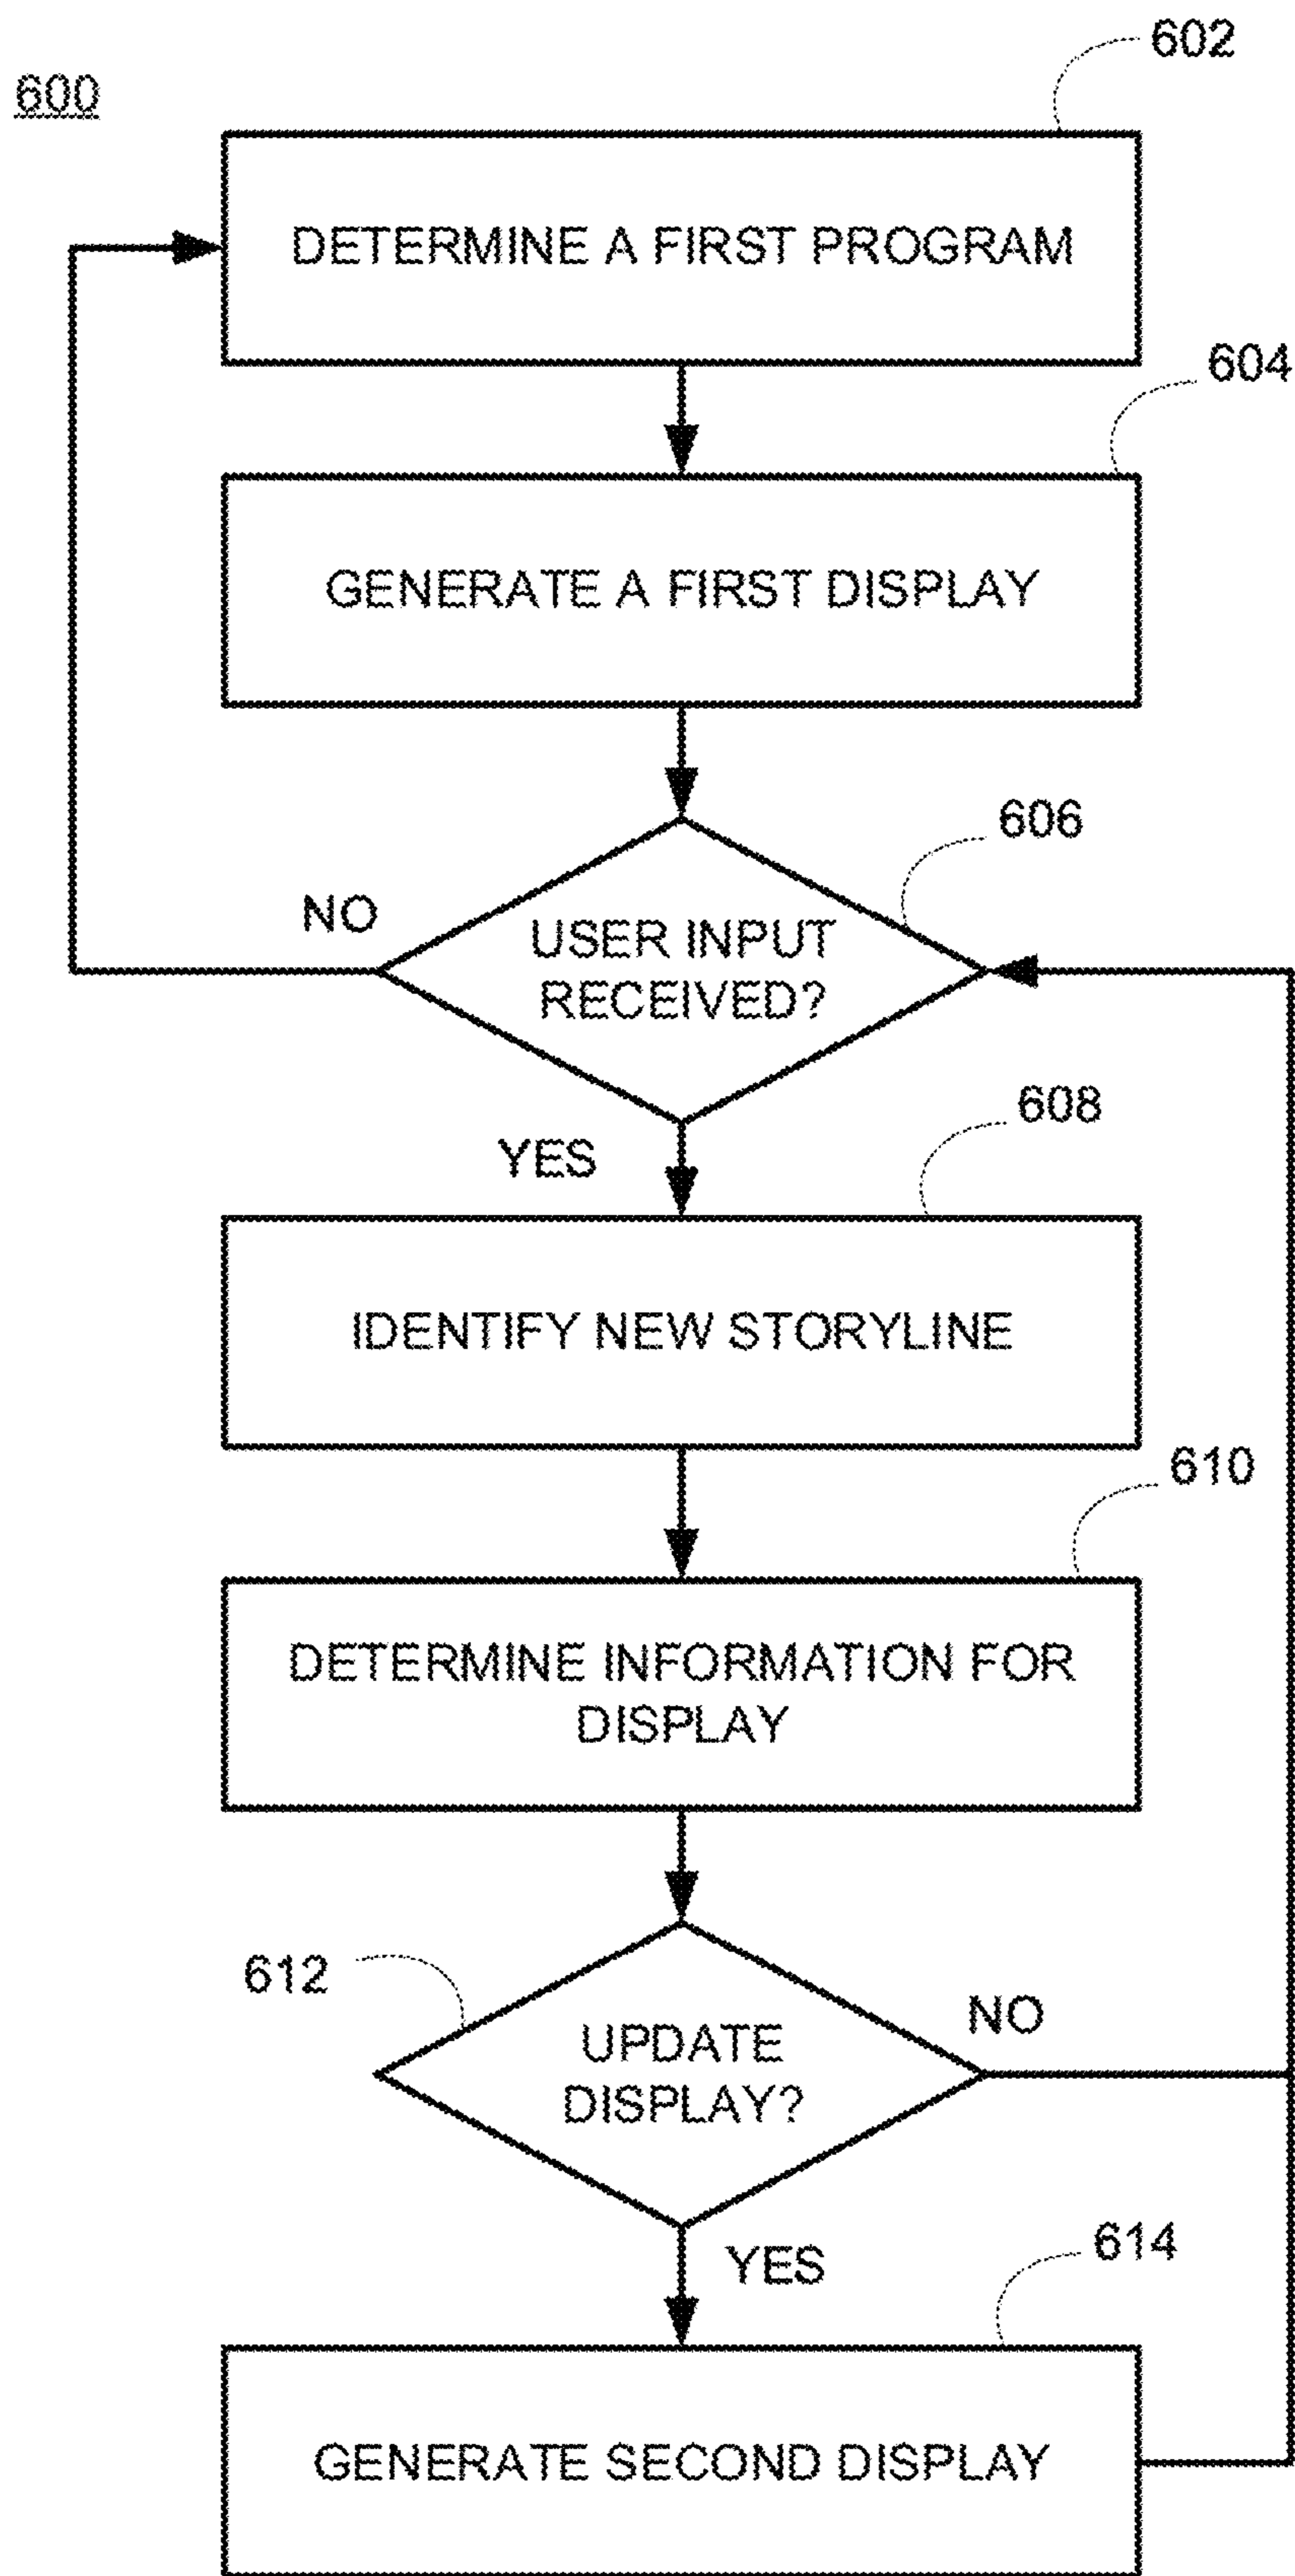 602
600
DETERMINE A FIRST PROGRAM
604
GENERATE A FIRST DISPLAY
606
NO
USER INPUT
RECEIVED?
608
YES
IDENTIFY NEW STORYLINE
610
DETERMINE INFORMATION FOR
DISPLAY
612
NO
UPDATE
DISPLAY?
614
YES
GENERATE SECOND DISPLAY